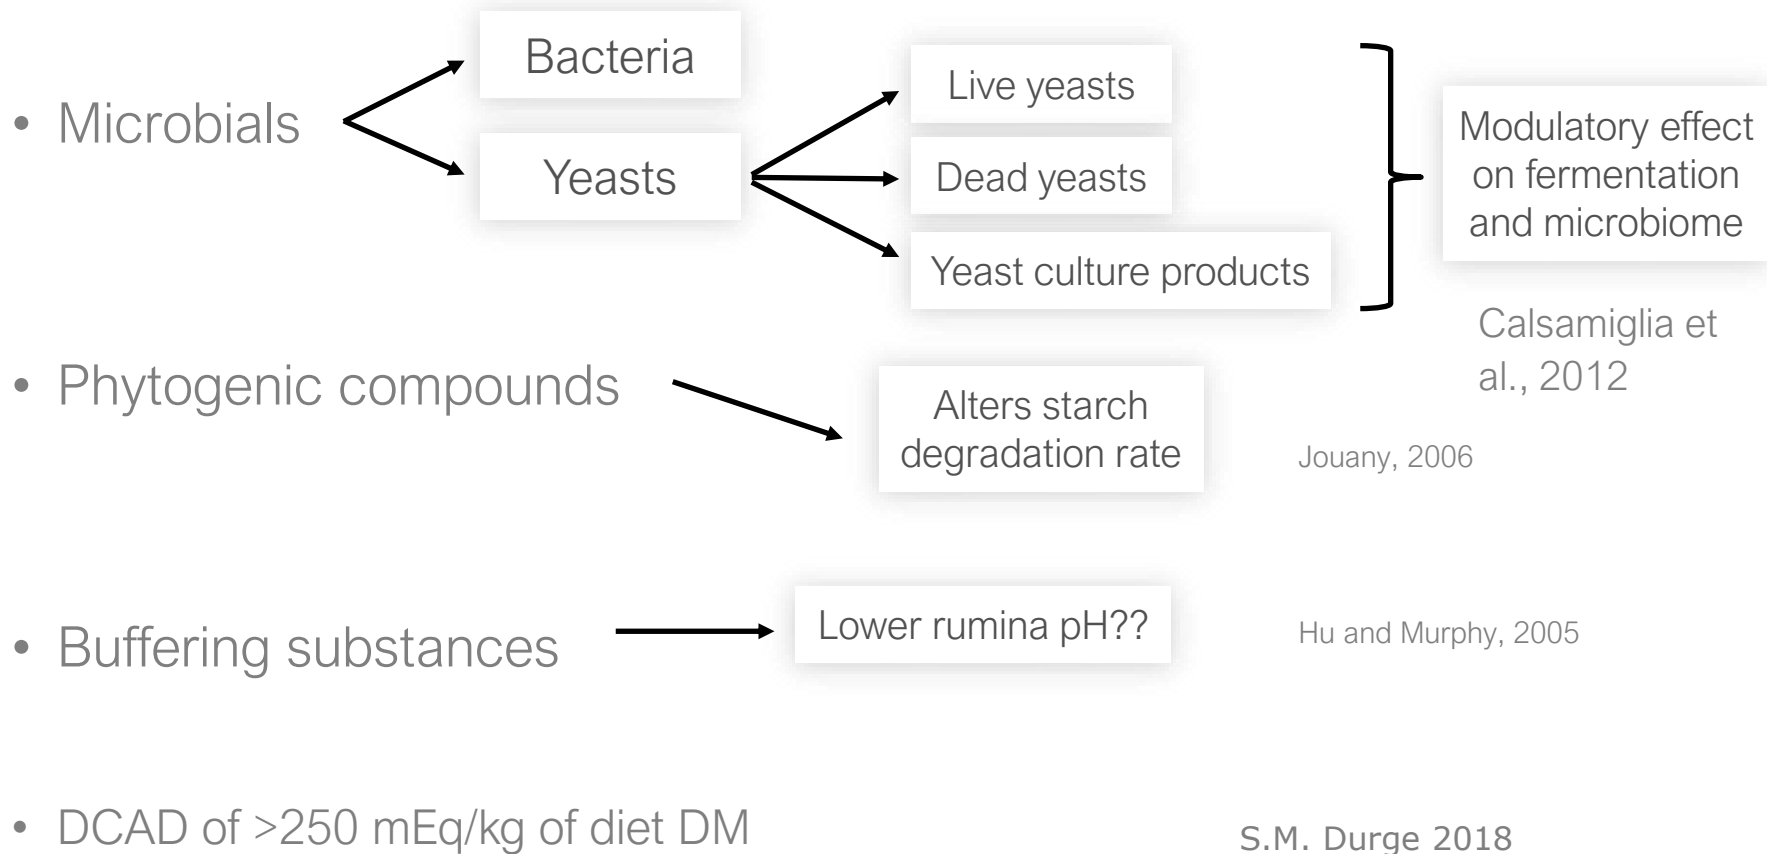 • Microbials
Bacteria
Yeasts
Live yeasts
Dead yeasts
Yeast culture products
Modulatory effect
on fermentation
and microbiome
Calsamiglia et
al., 2012
• Phytogenic compounds
Alters starch
degradation rate
Jouany, 2006
• Buffering substances
Lower rumina pH??
Hu and Murphy, 2005
• DCAD of >250 mEq/kg of diet DM
S.M. Durge 2018